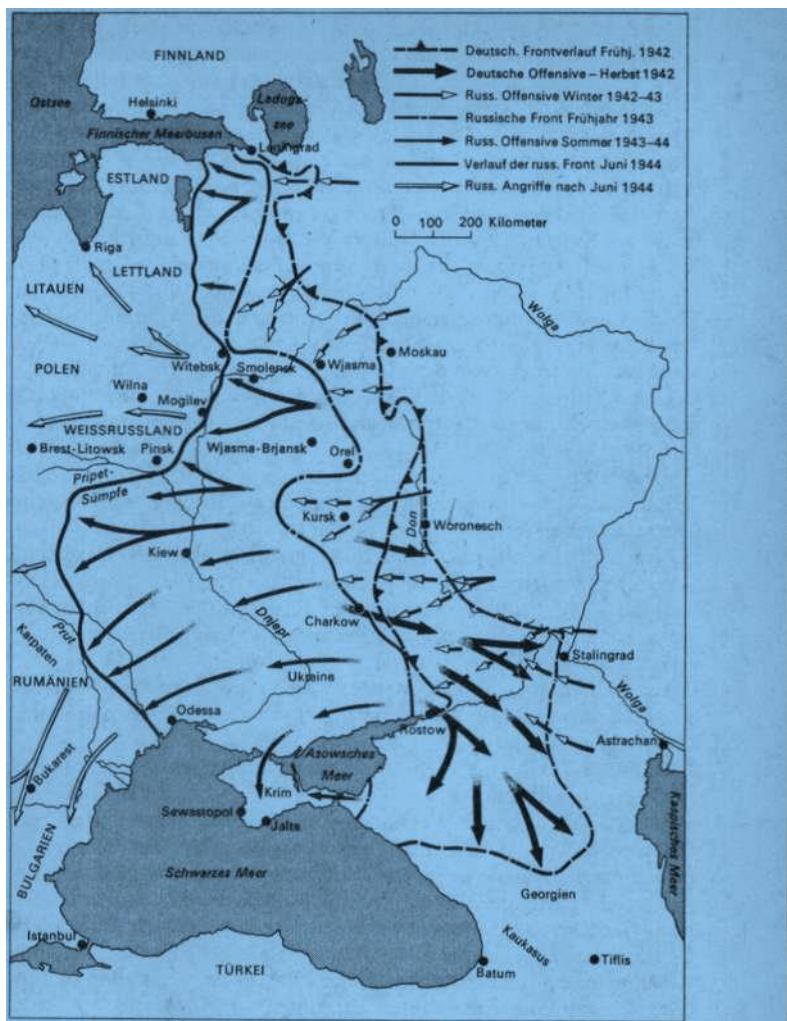 FINNLAND
Ostsee
Helsinki
Ladoga-
see
Finnischer Meerbusen
Leningrad
Deutsch. Frontverlauf Frühj. 1942
Deutsche Offensive – Herbst 1942
Russ. Offensive Winter 1942–43
Russische Front Frühjahr 1943
Russ. Offensive Sommer 1943–44
Verlauf der russ. Front Juni 1944
Russ. Angriffe nach Juni 1944
0 100 200 Kilometer
ESTLAND
Riga
LETTLAND
LITAUEN
Wolga
Witebsk
Smolensk
Wjasma
Moskau
POLEN
Wilna
Mogilev
WEISSRUSSLAND
Brest-Litowsk
Pinsk
Wjasma-Brjansk
Orel
Pripet-
Sümpfe
Kursk
Don
Woronesch
Kiew
Dnjepr
Charkow
Prut
Karpaten
Stalingrad
RUMÄNIEN
Ukraine
Wolga
Odessa
Rostow
Astrachan
Asowsches
Meer
Bukarest
Krim
Sewastopol
Jalta
Kaspisches Meer
BULGARIEN
Schwarzes Meer
Georgien
Istanbul
Kaukasus
TÜRKEI
Batum
Tiflis